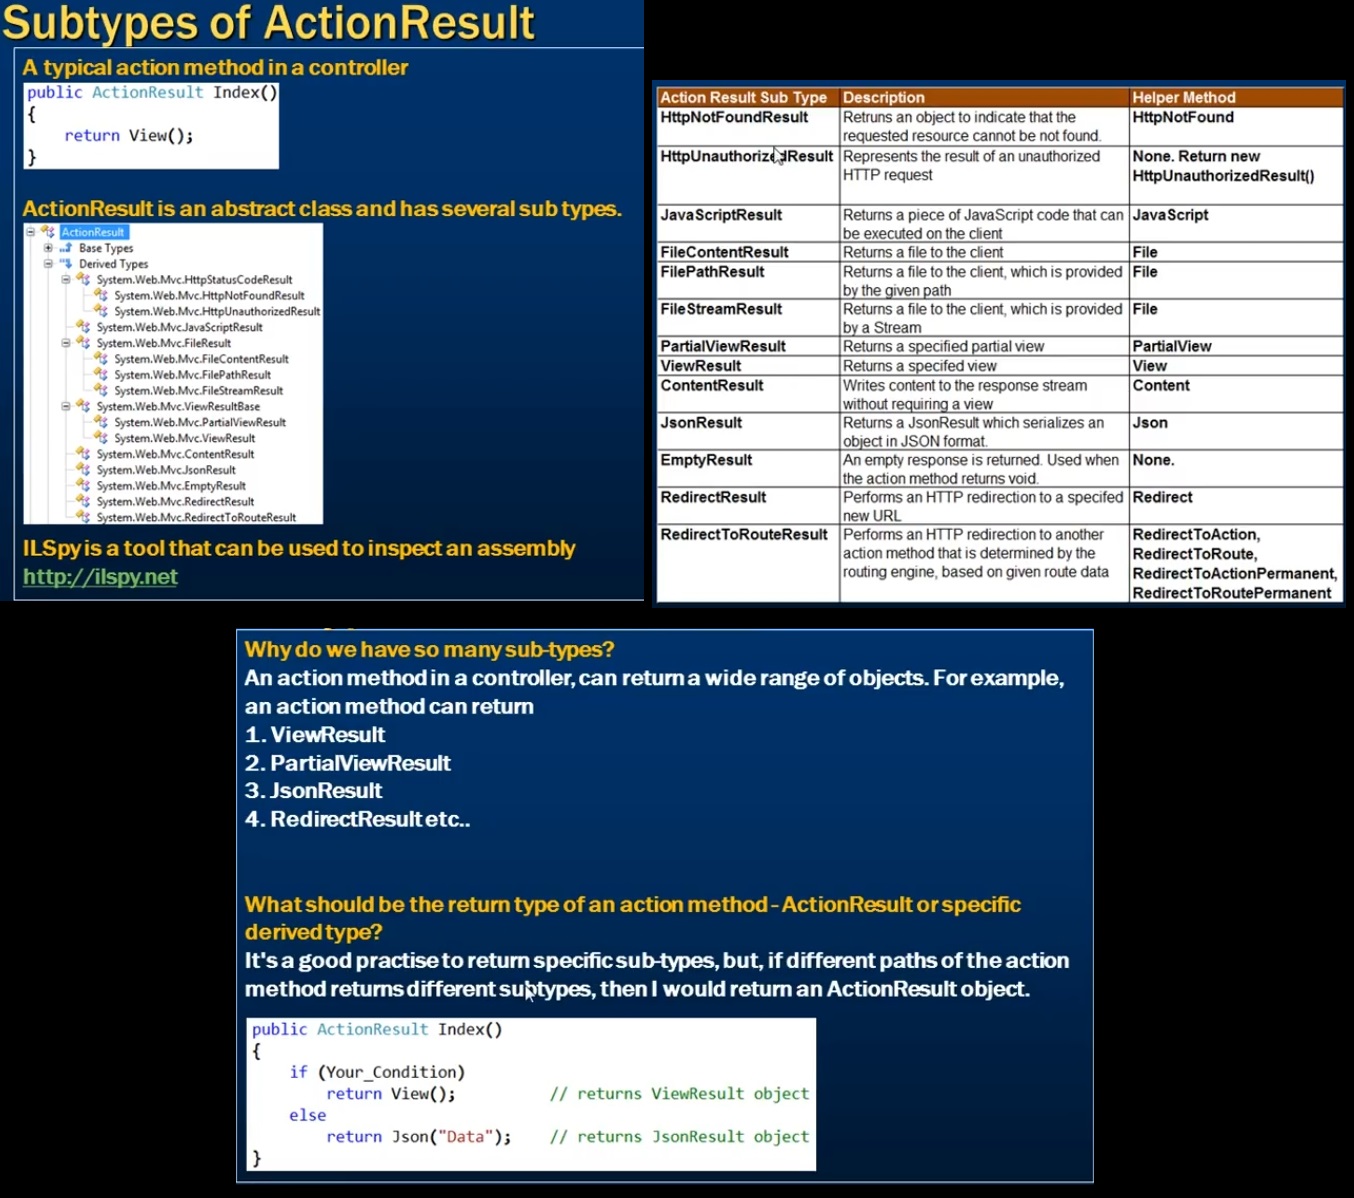 Subtypes of ActionResult
A typical action method in a controller
public ActionResult Index()
{
return View();
}
ActionResult is an abstract class and has several sub types.
ActionResult
Base Types
Derived Types
System.Web.Mvc.HttpStatusCodeResult
System.Web.Mvc.HttpNotFoundResult
System.Web.Mvc.HttpUnauthorizedResult
System.Web.Mvc.JavaScriptResult
System.Web.Mvc.FileResult
System.Web.Mvc.FileContentResult
System.Web.Mvc.FilePathResult
System.Web.Mvc.FileStreamResult
System.Web.Mvc.ViewResultBase
System.Web.Mvc.PartialViewResult
System.Web.Mvc.ViewResult
System.Web.Mvc.ContentResult
System.Web.Mvc.JsonResult
System.Web.Mvc.EmptyResult
System.Web.Mvc.RedirectResult
System.Web.Mvc.RedirectToRouteResult
ILSpy is a tool that can be used to inspect an assembly
http://ilspy.net
Action Result Sub Type Description Helper Method
HttpNotFoundResult Retruns an object to indicate that the HttpNotFound
requested resource cannot be not found.
HttpUnauthorizedResult Represents the result of an unauthorized None. Return new
HTTP request HttpUnauthorizedResult()
JavaScriptResult Returns a piece of JavaScript code that can JavaScript
be executed on the client
FileContentResult Returns a file to the client File
FilePathResult Returns a file to the client, which is provided File
by the given path
FileStreamResult Returns a file to the client, which is provided File
by a Stream
PartialViewResult Returns a specified partial view PartialView
ViewResult Returns a specifed view View
ContentResult Writes content to the response stream Content
without requiring a view
JsonResult Returns a JsonResult which serializes an Json
object in JSON format.
EmptyResult An empty response is returned. Used when None.
the action method returns void.
RedirectResult Performs an HTTP redirection to a specifed Redirect
new URL
RedirectToRouteResult Performs an HTTP redirection to another RedirectToAction,
action method that is determined by the RedirectToRoute,
routing engine, based on given route data RedirectToActionPermanent,
RedirectToRoutePermanent
Why do we have so many sub-types?
An action method in a controller, can return a wide range of objects. For example,
an action method can return
1. ViewResult
2. PartialViewResult
3. JsonResult
4. RedirectResult etc..
What should be the return type of an action method - ActionResult or specific
derived type?
It's a good practise to return specific sub-types, but, if different paths of the action
method returns different subtypes, then I would return an ActionResult object.
public ActionResult Index()
{
if (Your_Condition)
return View(); // returns ViewResult object
else
return Json("Data"); // returns JsonResult object
}